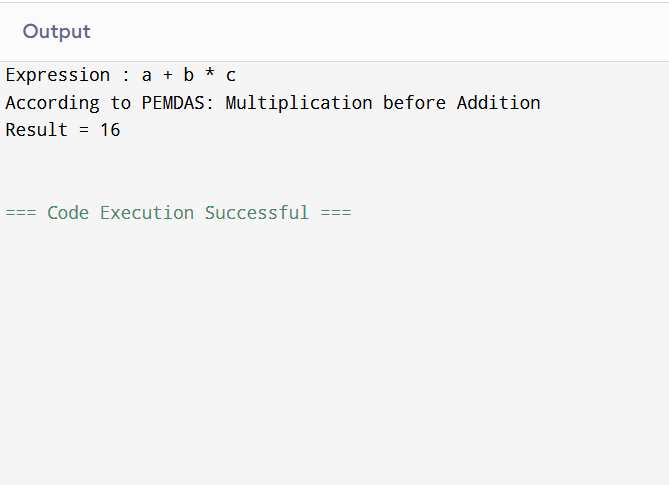 Output
Expression : a + b * c
According to PEMDAS: Multiplication before Addition
Result = 16
=== Code Execution Successful ===